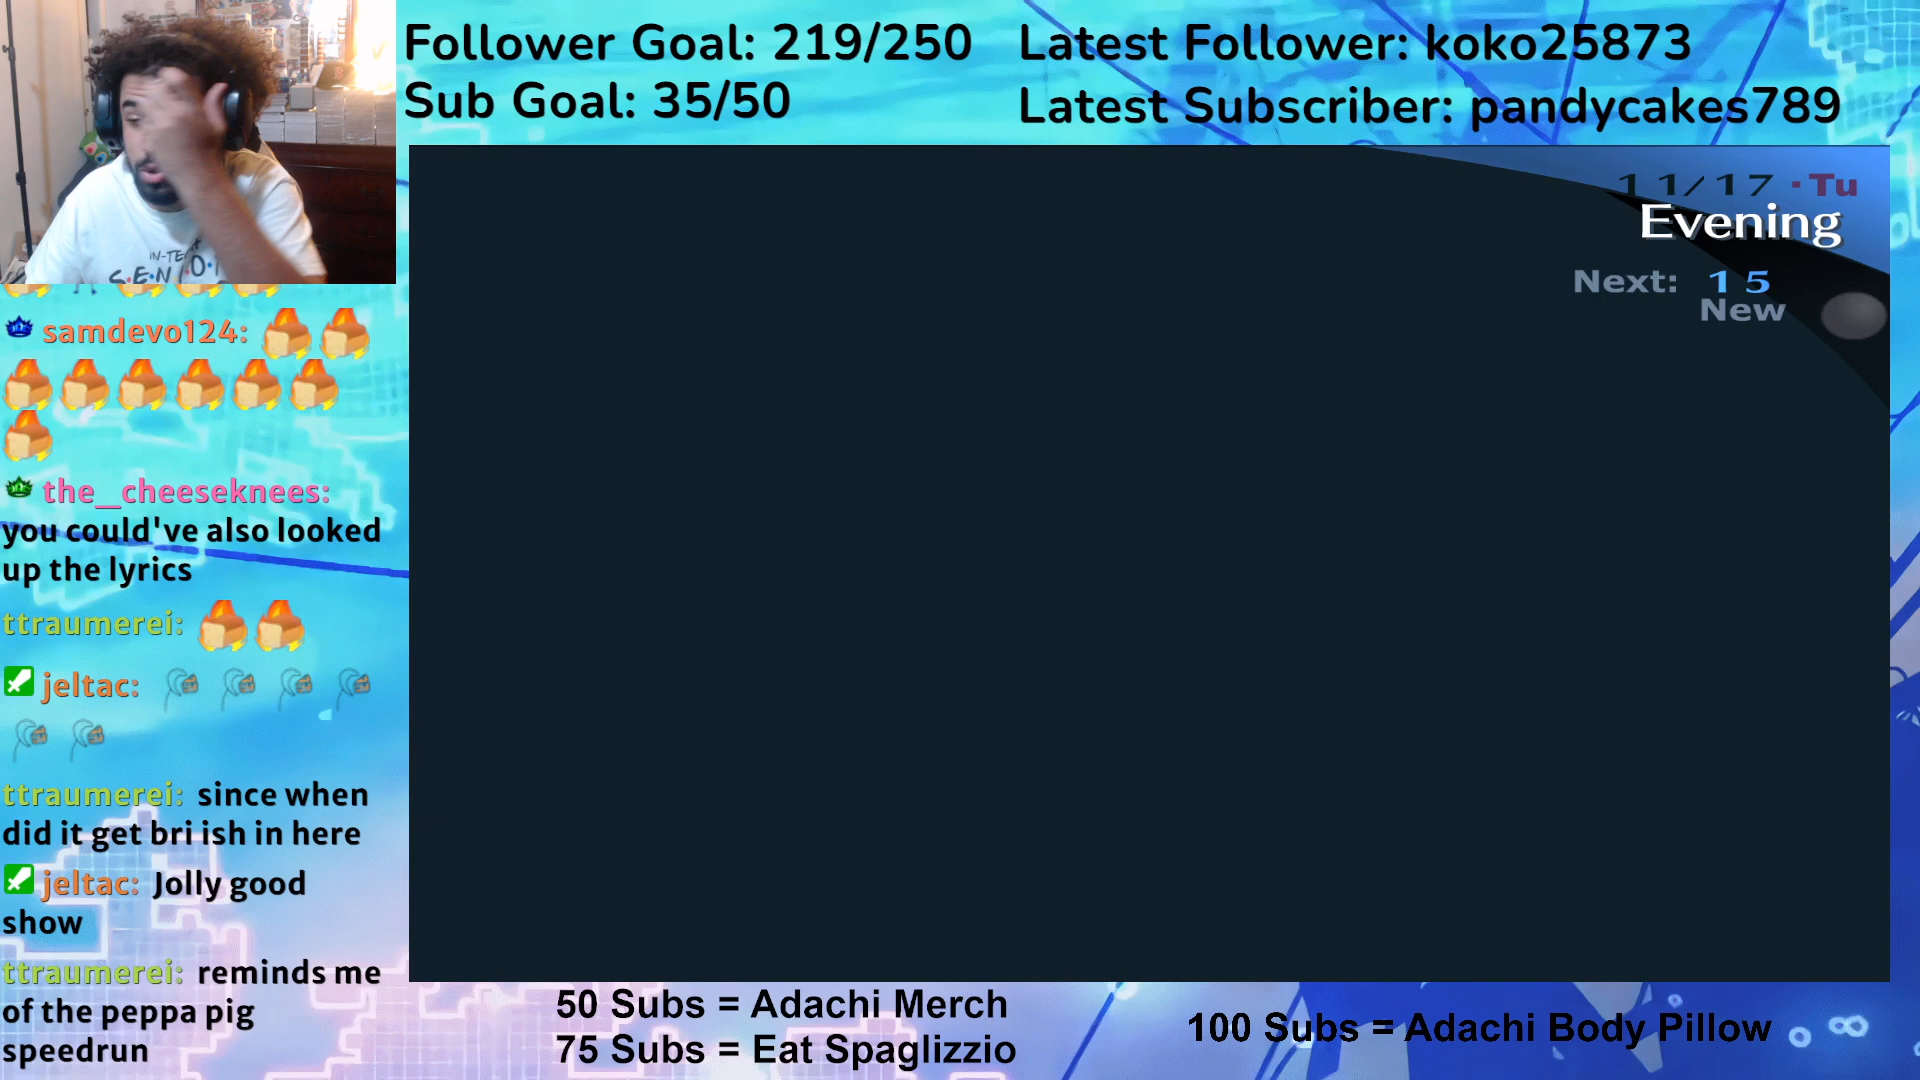 Follower Goal: 219/250
Latest Follower: koko25873
Sub Goal: 35/50
Latest Subscriber: pandycakes789
11/17 · Tu
Evening
Next: 15
New
IN-TE
S.E.N.I.O.
samdevo124:
the__cheeseknees:
you could've also looked
up the lyrics
ttraumerei:
jeltac:
ttraumerei: since when
did it get bri ish in here
jeltac: Jolly good
show
ttraumerei: reminds me
of the peppa pig
speedrun
50 Subs = Adachi Merch
75 Subs = Eat Spaglizzio
100 Subs = Adachi Body Pillow